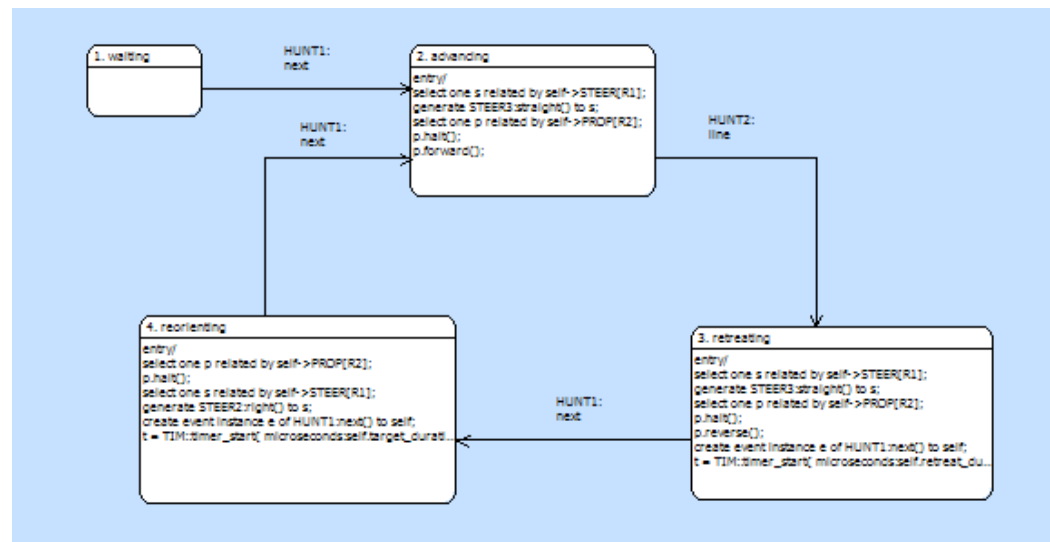 1. waiting
HUNT1:
next
2. advancing
entry/
select one s related by self->STEER[R1];
generate STEER3:straight() to s;
select one p related by self->PROP[R2];
p.halt();
p.forward();
HUNT1:
next
HUNT2:
line
4. reorienting
entry/
select one p related by self->PROP[R2];
p.halt();
select one s related by self->STEER[R1];
generate STEER2:right() to s;
create event instance e of HUNT1:next() to self;
t = TIM::timer_start( microseconds:self.target_durati...
HUNT1:
next
3. retreating
entry/
select one s related by self->STEER[R1];
generate STEER3:straight() to s;
select one p related by self->PROP[R2];
p.halt();
p.reverse();
create event instance e of HUNT1:next() to self;
t = TIM::timer_start( microseconds:self.retreat_du...